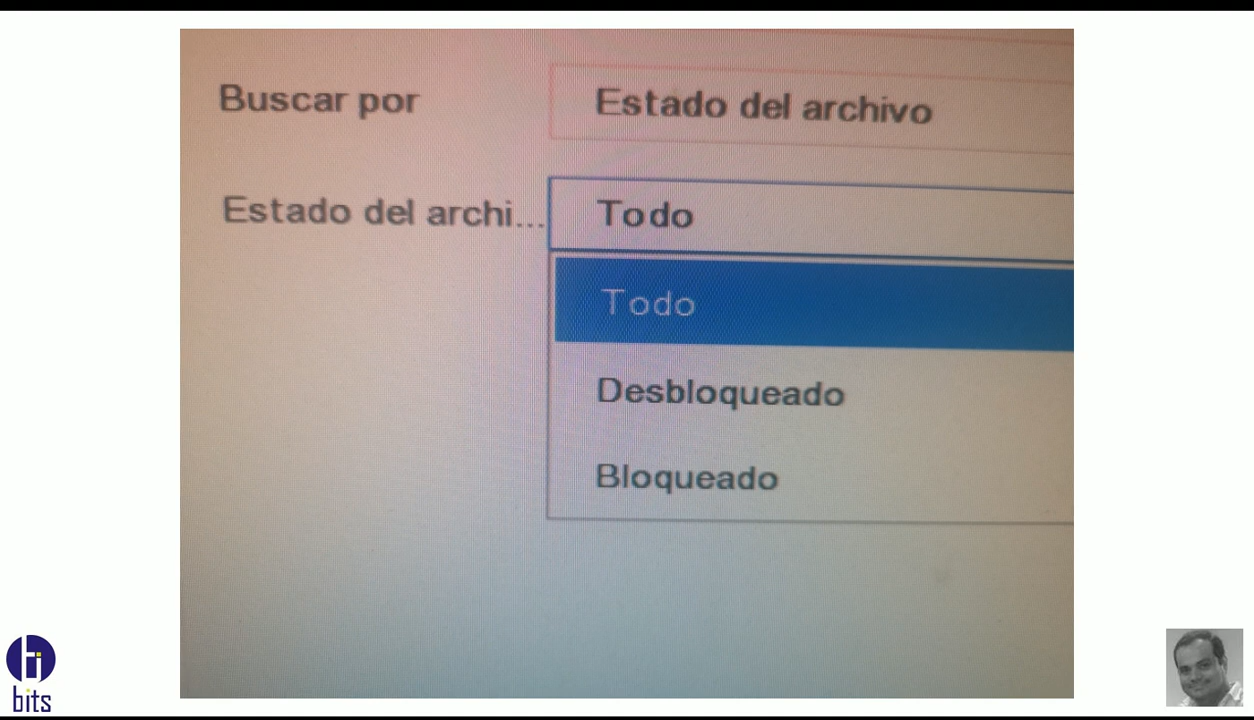 Buscar por
Estado del archivo
Estado del archi...
Todo
Todo
Desbloqueado
Bloqueado
bits